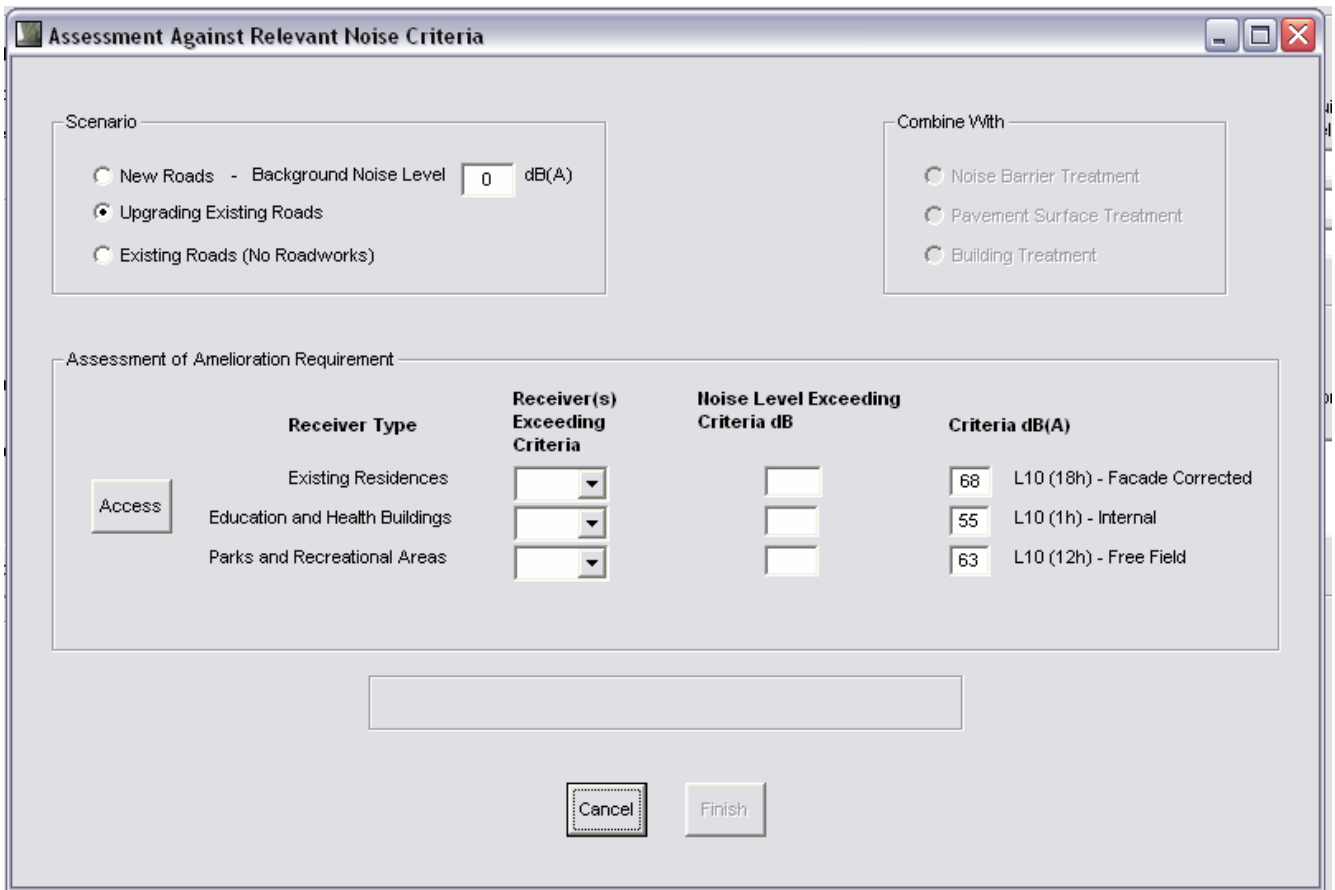 Assessment Against Relevant Noise Criteria
Scenario
New Roads - Background Noise Level 0 dB(A)
Upgrading Existing Roads
Existing Roads (No Roadworks)
Combine With
Noise Barrier Treatment
Pavement Surface Treatment
Building Treatment
Assessment of Amelioration Requirement
Receiver Type
Receiver(s)
Exceeding
Criteria
Noise Level Exceeding
Criteria dB
Criteria dB(A)
Access
Existing Residences 68 L10 (18h) - Facade Corrected
Education and Health Buildings 55 L10 (1h) - Internal
Parks and Recreational Areas 63 L10 (12h) - Free Field
Cancel Finish